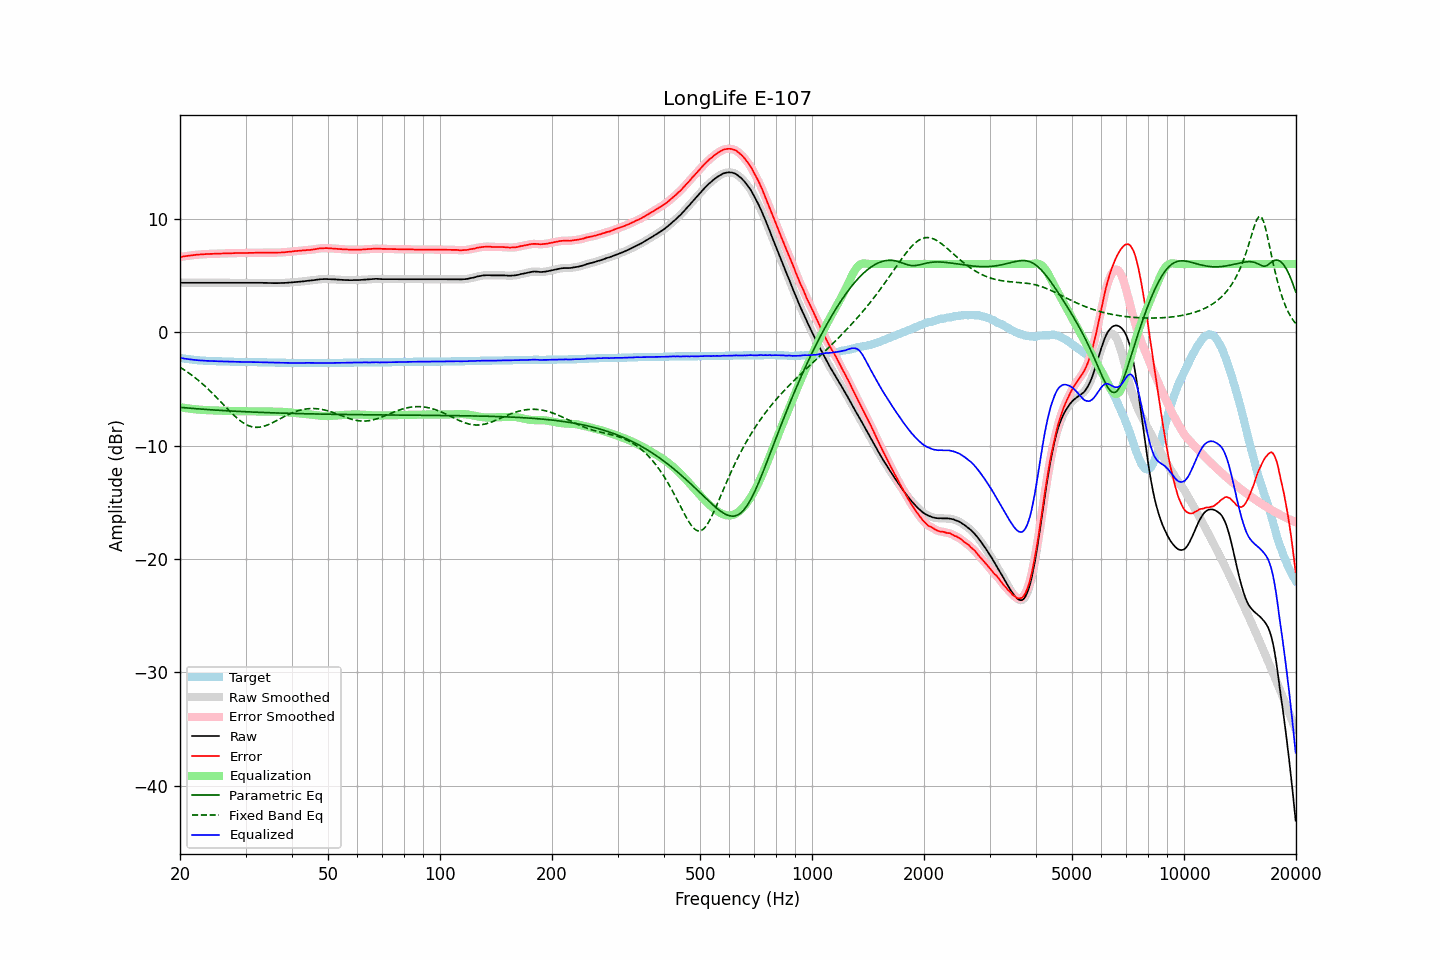 LongLife E-107
Amplitude (dBr)
10
0
−10
−20
−30
−40
Target
Raw Smoothed
Error Smoothed
Raw
Error
Equalization
Parametric Eq
Fixed Band Eq
Equalized
20 50 100 200 500 1000 2000 5000 10000 20000
Frequency (Hz)